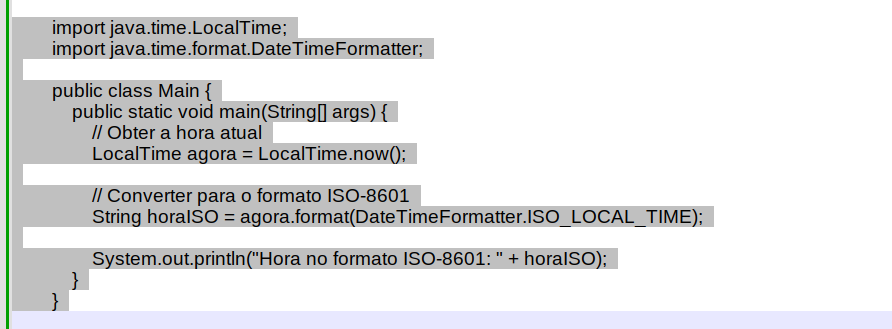 import java.time.LocalTime;
import java.time.format.DateTimeFormatter;
public class Main {
public static void main(String[] args) {
// Obter a hora atual
LocalTime agora = LocalTime.now();
// Converter para o formato ISO-8601
String horaISO = agora.format(DateTimeFormatter.ISO_LOCAL_TIME);
System.out.println("Hora no formato ISO-8601: " + horaISO);
}
}